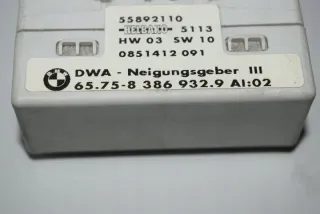 55892110
HELBAKO 5113
HW 03 SW 10
0851412 091
DWA - Neigungsgeber III
65.75-8 386 932.9 AI:02